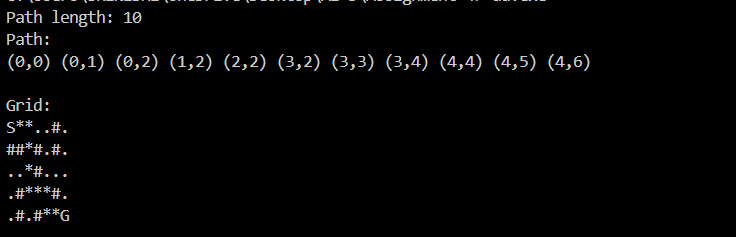 Path length: 10
Path:
(0,0) (0,1) (0,2) (1,2) (2,2) (3,2) (3,3) (3,4) (4,4) (4,5) (4,6)
Grid:
S**..#.
##*#.#.
..*#...
.#***#.
.#.#**G